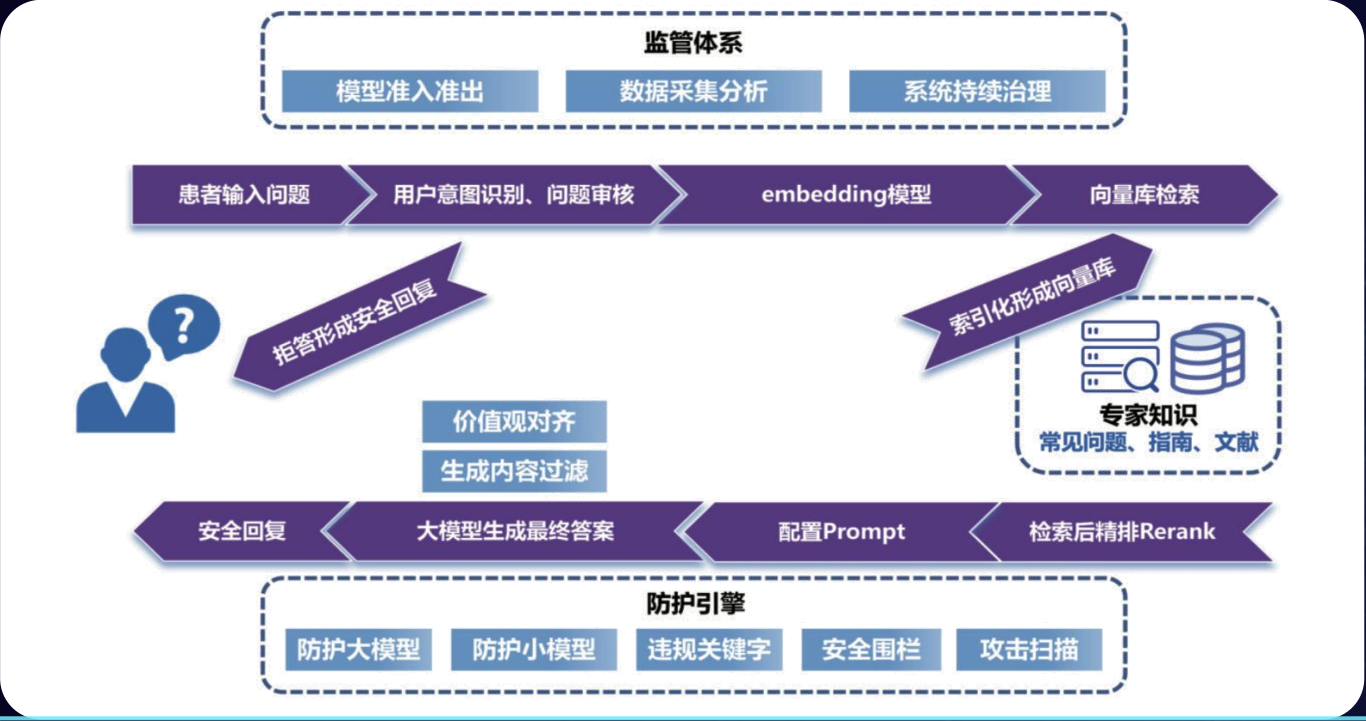 监管体系
模型准入准出
数据采集分析
系统持续治理
患者输入问题
用户意图识别、问题审核
embedding模型
向量库检索
拒答形成安全回复
索引化形成向量库
?
专家知识
常见问题、指南、文献
价值观对齐
生成内容过滤
安全回复
大模型生成最终答案
配置Prompt
检索后精排Rerank
防护引擎
防护大模型
防护小模型
违规关键字
安全围栏
攻击扫描